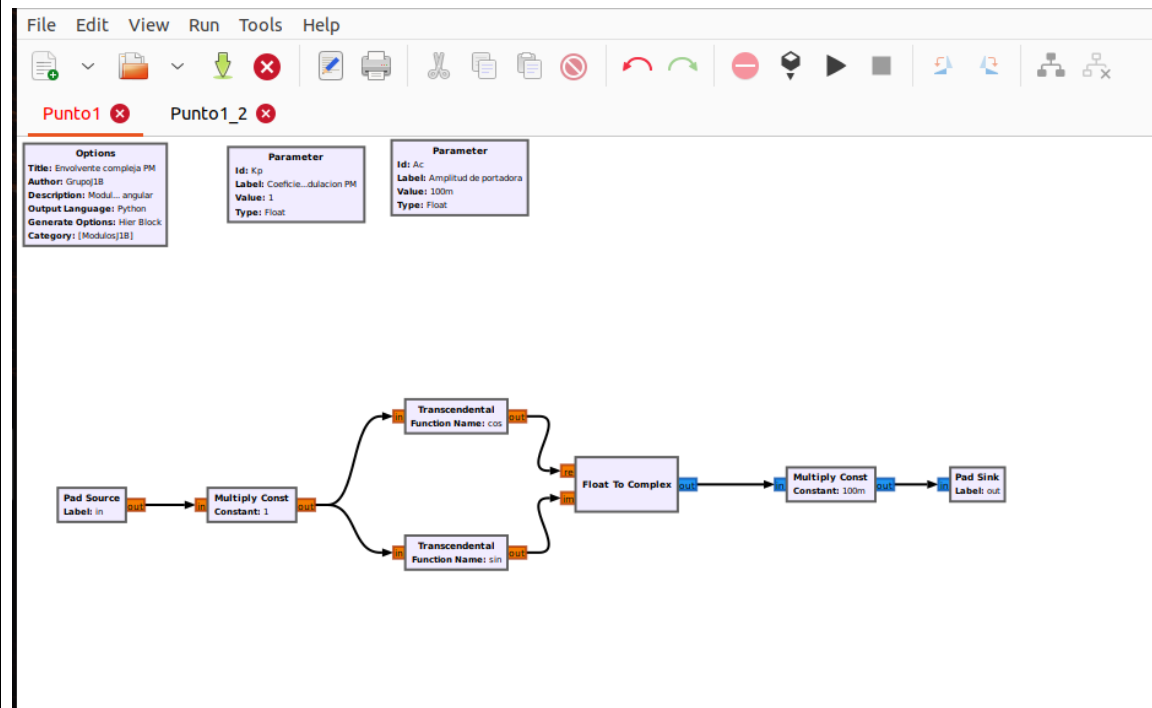 File Edit View Run Tools Help
Punto1 Punto1_2
Options
Title: Envolvente compleja PM
Author: GrupoJ1B
Description: Modul... angular
Output Language: Python
Generate Options: Hier Block
Category: [ModulosJ1B]
Parameter
Id: Kp
Label: Coeficie...dulacion PM
Value: 1
Type: Float
Parameter
Id: Ac
Label: Amplitud de portadora
Value: 100m
Type: Float
Pad Source
Label: in
out
in
Multiply Const
Constant: 1
out
in
Transcendental
Function Name: cos
out
in
Transcendental
Function Name: sin
out
re
im
Float To Complex
out
in
Multiply Const
Constant: 100m
out
in
Pad Sink
Label: out